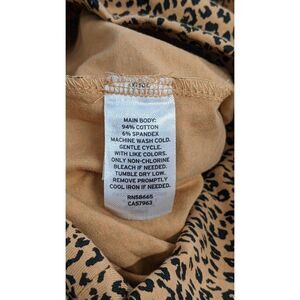 MAIN BODY:
94% COTTON
6% SPANDEX
MACHINE WASH COLD.
GENTLE CYCLE.
WITH LIKE COLORS.
ONLY NON-CHLORINE
BLEACH IF NEEDED.
TUMBLE DRY LOW.
REMOVE PROMPTLY
COOL IRON IF NEEDED.
RN58665
CA57963